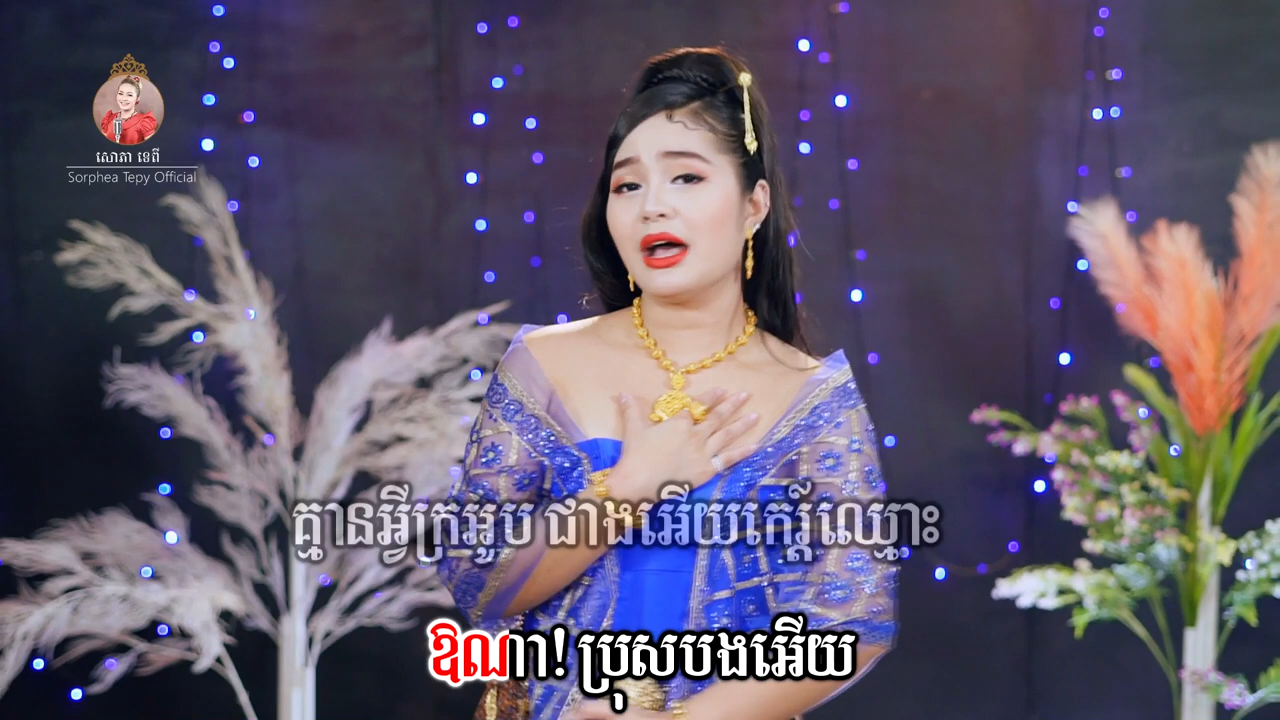 សោភា ទេពី
Sorphea Tepy Official
គ្មានអ្វីក្រអូប ជាងអើយកេរ្ដ៍ឈ្មោះ
ឱណា! ប្រុសបងអើយ